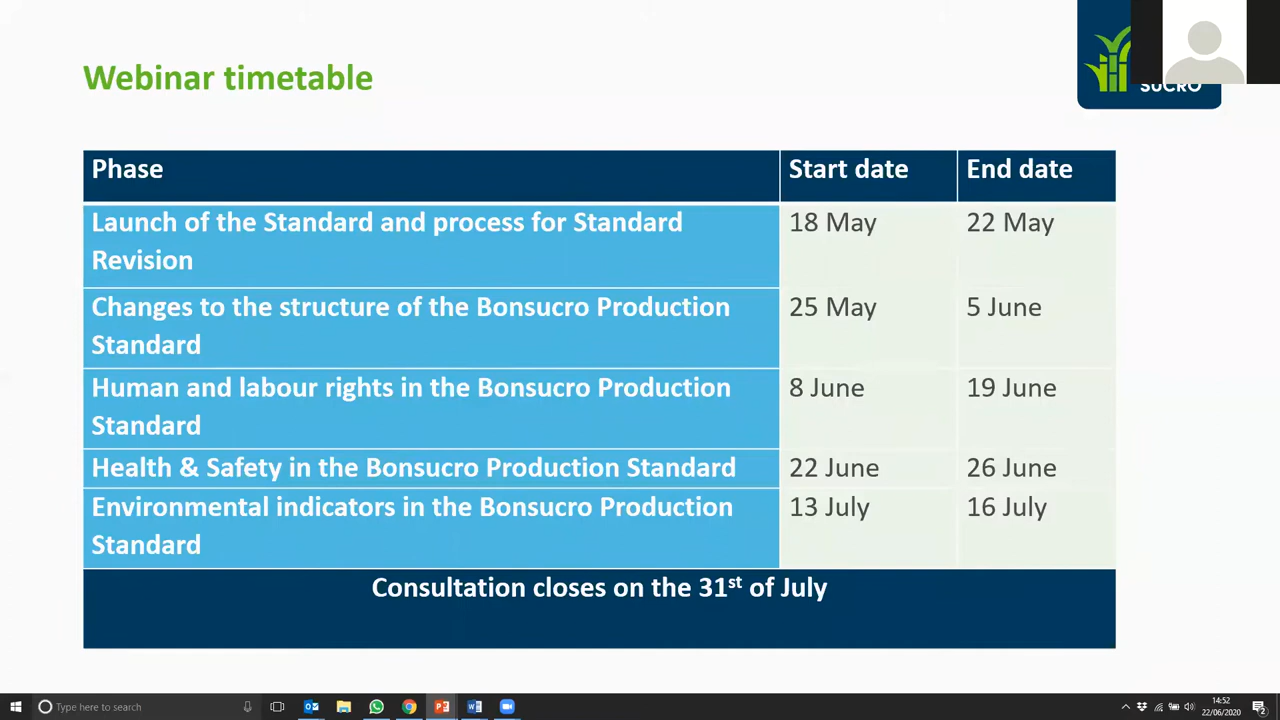 Webinar timetable
SUCRO
Phase Start date End date
Launch of the Standard and process for Standard 18 May 22 May
Revision
Changes to the structure of the Bonsucro Production 25 May 5 June
Standard
Human and labour rights in the Bonsucro Production 8 June 19 June
Standard
Health & Safety in the Bonsucro Production Standard 22 June 26 June
Environmental indicators in the Bonsucro Production 13 July 16 July
Standard
Consultation closes on the 31st of July
Type here to search
14:52
22/06/2020
2